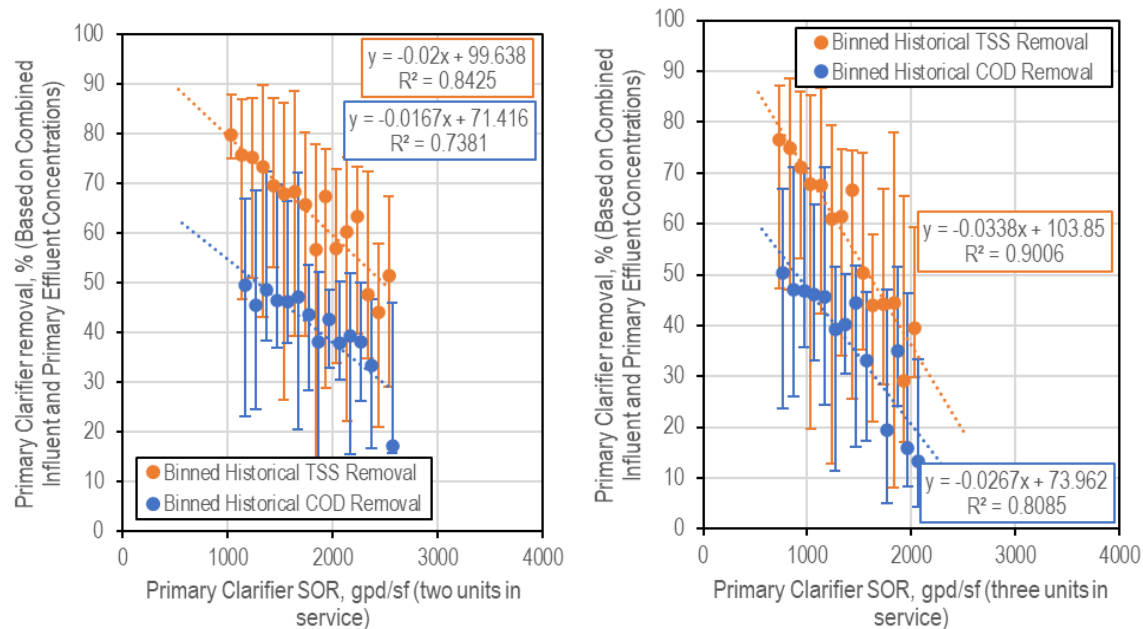 Primary Clarifier removal, % (Based on Combined
Influent and Primary Effluent Concentrations)
100
90
80
70
60
50
40
30
20
10
0
y = -0.02x + 99.638
R² = 0.8425
y = -0.0167x + 71.416
R² = 0.7381
Binned Historical TSS Removal
Binned Historical COD Removal
0
1000
2000
3000
4000
Primary Clarifier SOR, gpd/sf (two units in
service)
Primary Clarifier removal, % (Based on Combined
Influent and Primary Effluent Concentrations)
100
90
80
70
60
50
40
30
20
10
0
Binned Historical TSS Removal
Binned Historical COD Removal
y = -0.0338x + 103.85
R² = 0.9006
y = -0.0267x + 73.962
R² = 0.8085
0
1000
2000
3000
4000
Primary Clarifier SOR, gpd/sf (three units in
service)